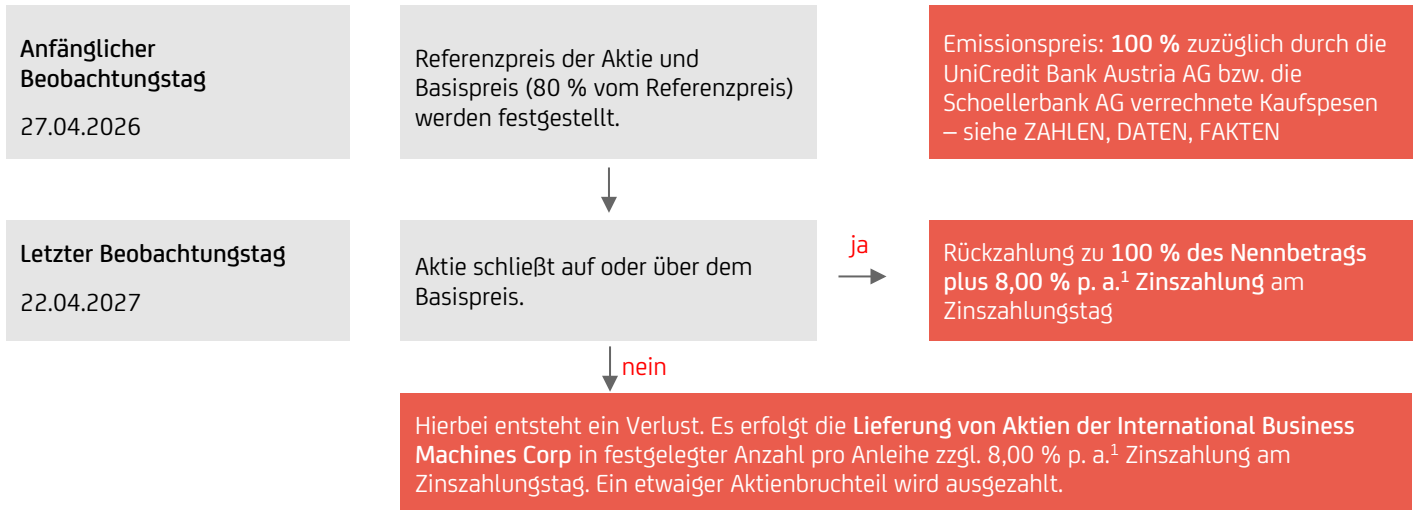 Anfänglicher
Beobachtungstag
27.04.2026
Referenzpreis der Aktie und
Basispreis (80 % vom Referenzpreis)
werden festgestellt.
Emissionspreis: 100 % zuzüglich durch die
UniCredit Bank Austria AG bzw. die
Schoellerbank AG verrechnete Kaufspesen
– siehe ZAHLEN, DATEN, FAKTEN
Letzter Beobachtungstag
22.04.2027
Aktie schließt auf oder über dem
Basispreis.
ja
Rückzahlung zu 100 % des Nennbetrags
plus 8,00 % p. a.¹ Zinszahlung am
Zinszahlungstag
nein
Hierbei entsteht ein Verlust. Es erfolgt die Lieferung von Aktien der International Business
Machines Corp in festgelegter Anzahl pro Anleihe zzgl. 8,00 % p. a.¹ Zinszahlung am
Zinszahlungstag. Ein etwaiger Aktienbruchteil wird ausgezahlt.